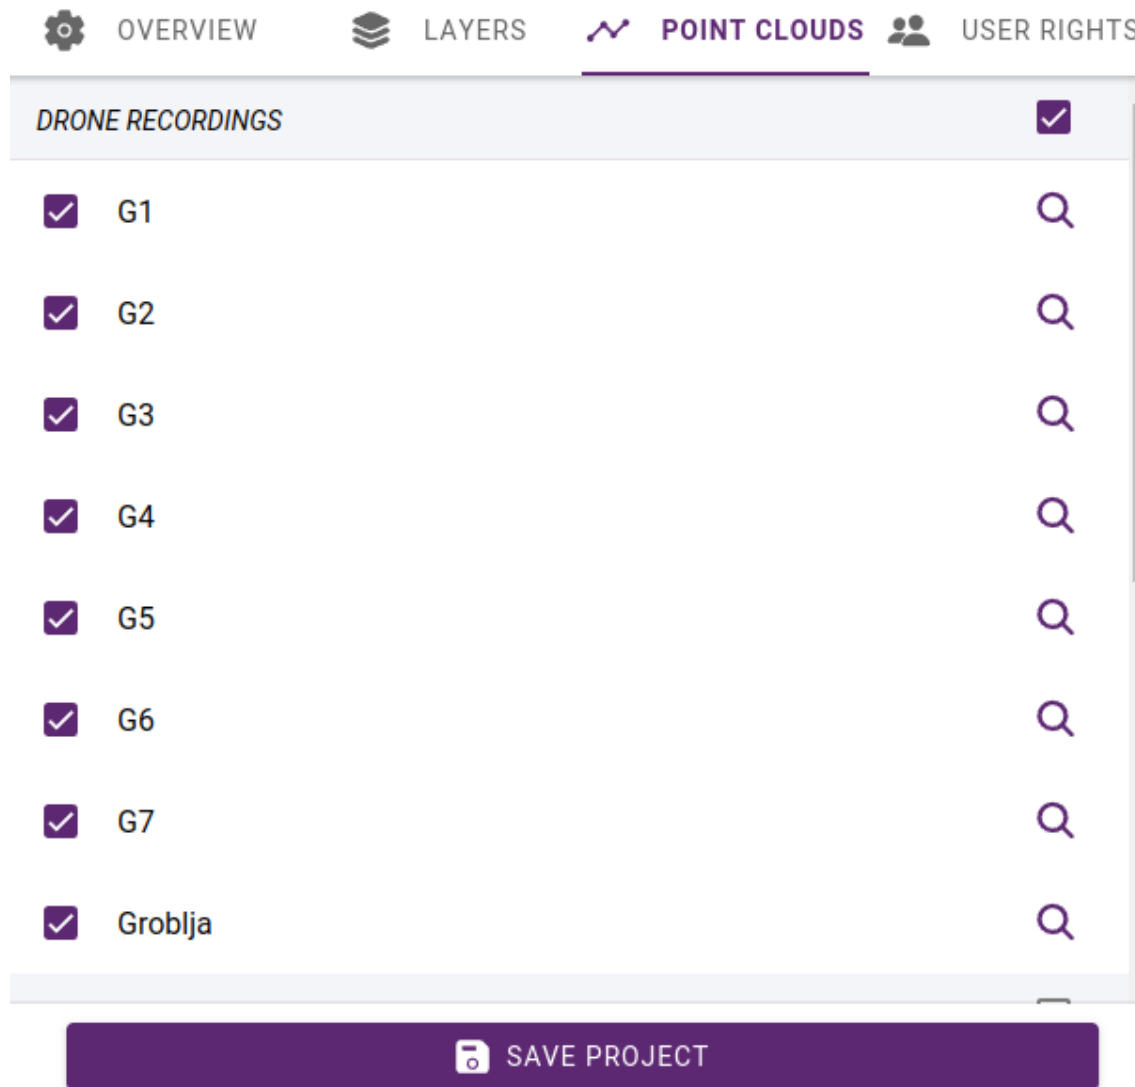 OVERVIEW LAYERS POINT CLOUDS USER RIGHTS
DRONE RECORDINGS
G1
G2
G3
G4
G5
G6
G7
Groblja
SAVE PROJECT